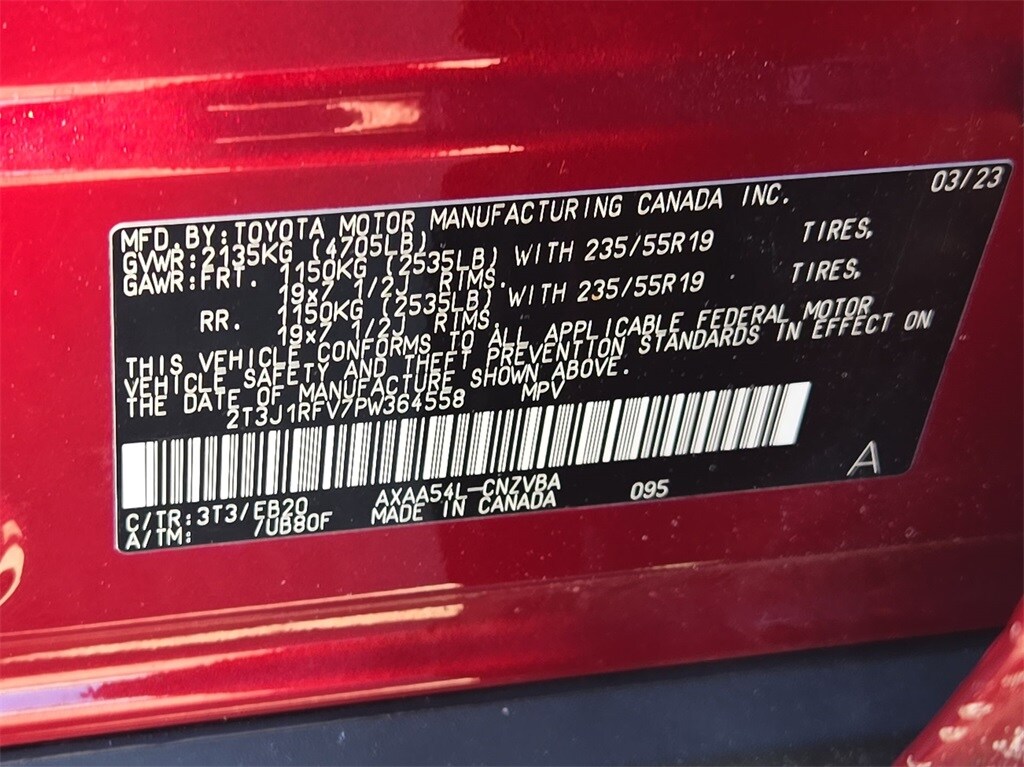 03/23
MFD. BY: TOYOTA MOTOR MANUFACTURING CANADA INC.
GVWR: 2135KG (4705LB)
GAWR: FRT. 1150KG (2535LB) WITH 235/55R19 TIRES,
19x7 1/2J RIMS.
RR. 1150KG (2535LB) WITH 235/55R19 TIRES,
19x7 1/2J RIMS.
THIS VEHICLE CONFORMS TO ALL APPLICABLE FEDERAL MOTOR
VEHICLE SAFETY AND THEFT PREVENTION STANDARDS IN EFFECT ON
THE DATE OF MANUFACTURE SHOWN ABOVE.
2T3J1RFV7PW364558 MPV
A
C/TR: 3T3/EB20 AXAA54L-CNZVBA 095
A/TM: /UB80F MADE IN CANADA